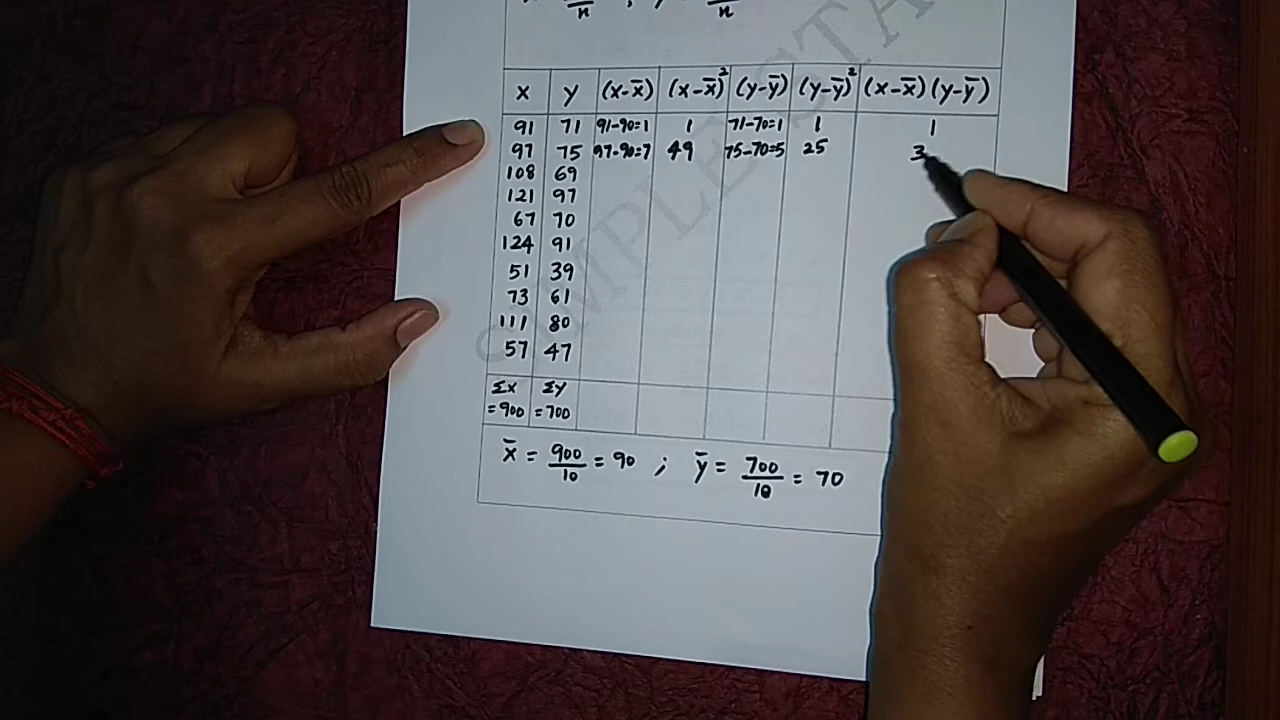 n ; n
x y (x-x̄) (x-x̄)² (y-ȳ) (y-ȳ)² (x-x̄)(y-ȳ)
91 71 91-90=1 1 71-70=1 1 1
97 75 97-90=7 49 75-70=5 25 3
108 69
121 97
67 70
124 91
51 39
73 61
111 80
57 47
Σx Σy
=900 =700
x̄ = 900/10 = 90 ; ȳ = 700/10 = 70